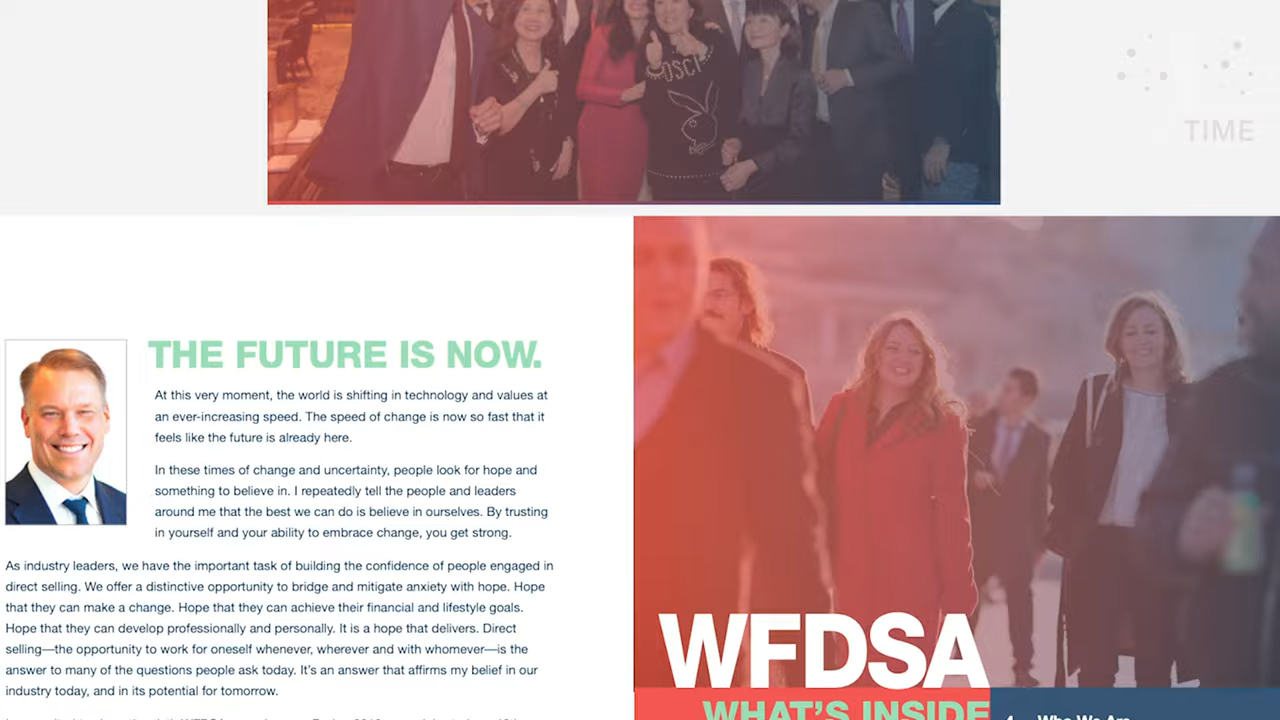 OSCI
TIME
THE FUTURE IS NOW.
At this very moment, the world is shifting in technology and values at
an ever-increasing speed. The speed of change is now so fast that it
feels like the future is already here.
In these times of change and uncertainty, people look for hope and
something to believe in. I repeatedly tell the people and leaders
around me that the best we can do is believe in ourselves. By trusting
in yourself and your ability to embrace change, you get strong.
As industry leaders, we have the important task of building the confidence of people engaged in
direct selling. We offer a distinctive opportunity to bridge and mitigate anxiety with hope. Hope
that they can make a change. Hope that they can achieve their financial and lifestyle goals.
Hope that they can develop professionally and personally. It is a hope that delivers. Direct
selling—the opportunity to work for oneself whenever, wherever and with whomever—is the
answer to many of the questions people ask today. It's an answer that affirms my belief in our
industry today, and in its potential for tomorrow.
WFDSA
WHAT'S INSIDE
Who We Are